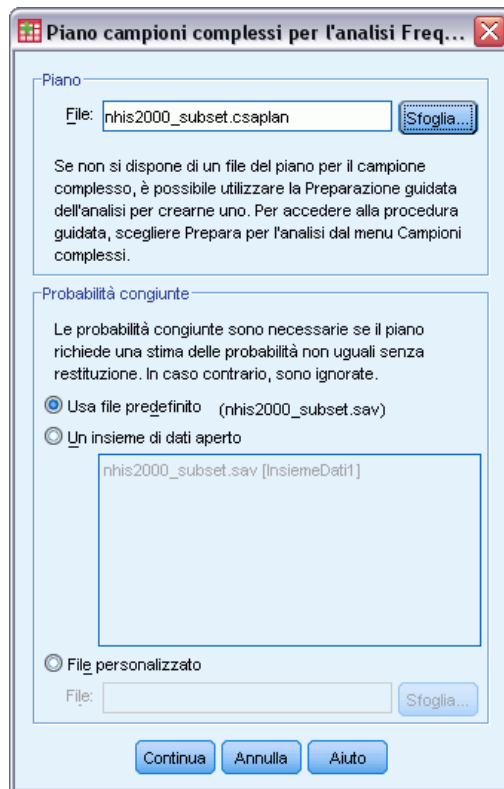 Piano campioni complessi per l'analisi Freq...
Piano
File: nhis2000_subset.csaplan Sfoglia...
Se non si dispone di un file del piano per il campione
complesso, è possibile utilizzare la Preparazione guidata
dell'analisi per crearne uno. Per accedere alla procedura
guidata, scegliere Prepara per l'analisi dal menu Campioni
complessi.
Probabilità congiunte
Le probabilità congiunte sono necessarie se il piano
richiede una stima delle probabilità non uguali senza
restituzione. In caso contrario, sono ignorate.
Usa file predefinito (nhis2000_subset.sav)
Un insieme di dati aperto
nhis2000_subset.sav [InsiemeDati1]
File personalizzato
File: Sfoglia...
Continua Annulla Aiuto